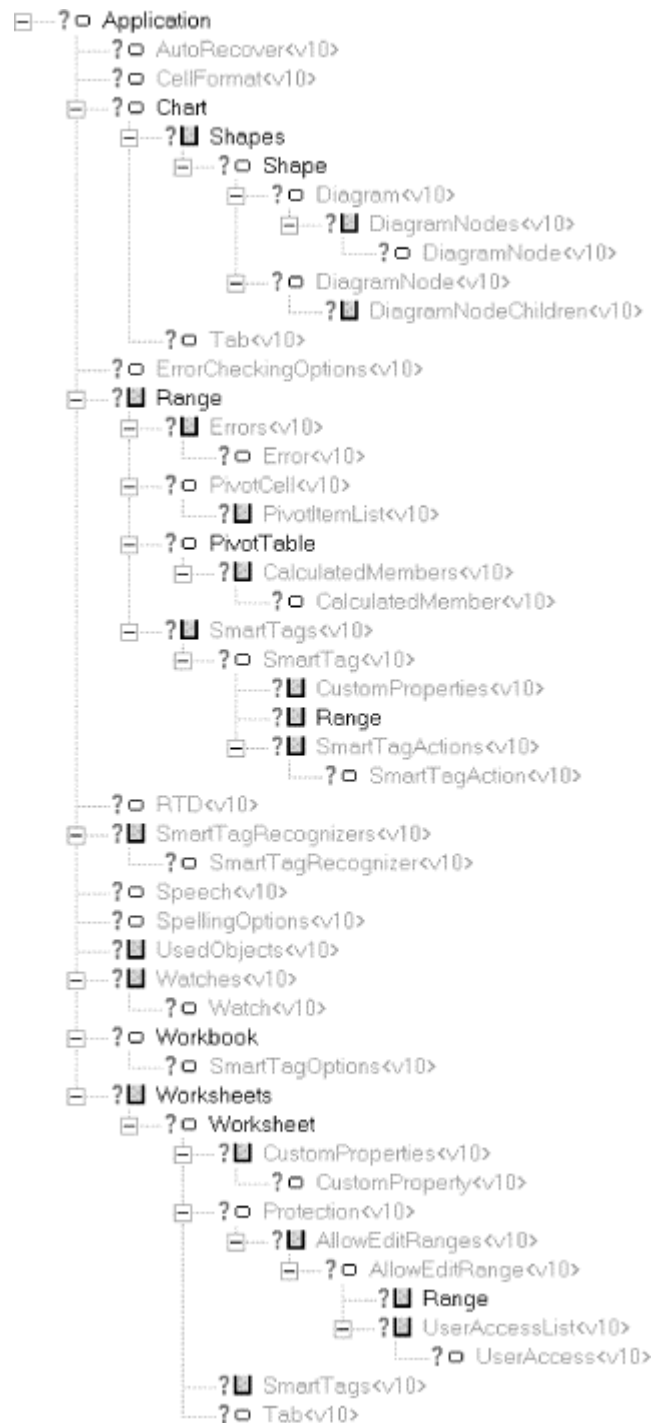 ? Application
? AutoRecover<v10>
? CellFormat<v10>
? Chart
? Shapes
? Shape
? Diagram<v10>
? DiagramNodes<v10>
? DiagramNode<v10>
? DiagramNode<v10>
? DiagramNodeChildren<v10>
? Tab<v10>
? ErrorCheckingOptions<v10>
? Range
? Errors<v10>
? Error<v10>
? PivotCell<v10>
? PivotItemList<v10>
? PivotTable
? CalculatedMembers<v10>
? CalculatedMember<v10>
? SmartTags<v10>
? SmartTag<v10>
? CustomProperties<v10>
? Range
? SmartTagActions<v10>
? SmartTagAction<v10>
? RTD<v10>
? SmartTagRecognizers<v10>
? SmartTagRecognizer<v10>
? Speech<v10>
? SpellingOptions<v10>
? UsedObjects<v10>
? Watches<v10>
? Watch<v10>
? Workbook
? SmartTagOptions<v10>
? Worksheets
? Worksheet
? CustomProperties<v10>
? CustomProperty<v10>
? Protection<v10>
? AllowEditRanges<v10>
? AllowEditRange<v10>
? Range
? UserAccessList<v10>
? UserAccess<v10>
? SmartTags<v10>
? Tab<v10>